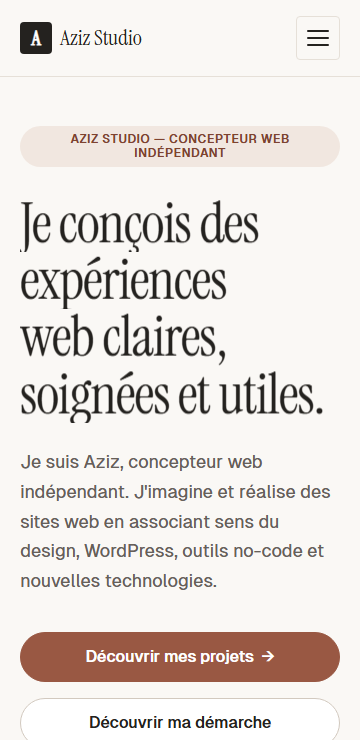 A Aziz Studio
AZIZ STUDIO — CONCEPTEUR WEB
INDÉPENDANT
Je conçois des
expériences
web claires,
soignées et utiles.
Je suis Aziz, concepteur web
indépendant. J'imagine et réalise des
sites web en associant sens du
design, WordPress, outils no-code et
nouvelles technologies.
Découvrir mes projets →
Découvrir ma démarche